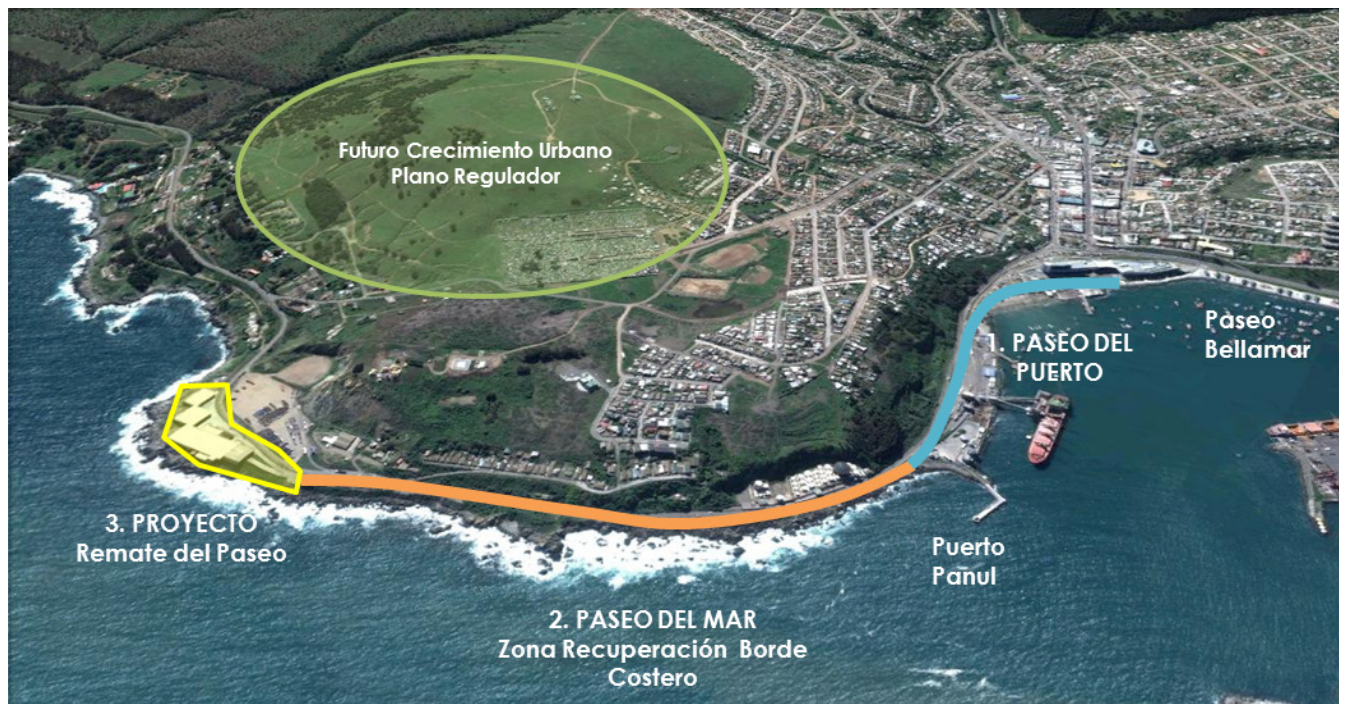 Futuro Crecimiento Urbano
Plano Regulador
Paseo
Bellamar
1. PASEO DEL
PUERTO
3. PROYECTO
Remate del Paseo
Puerto
Panul
2. PASEO DEL MAR
Zona Recuperación Borde
Costero